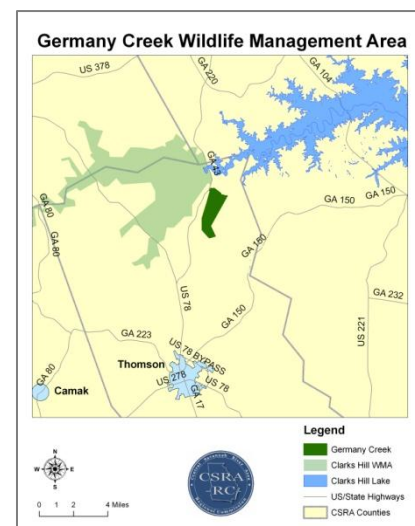 Germany Creek Wildlife Management Area
US 378
GA 220
GA 104
GA 43
GA 150
GA 150
GA 80
GA 80
GA 180
GA 232
US 78
GA 150
US 221
GA 223
US 78 BYPASS
Thomson
US 278
US 78
GA 17
GA 80
Camak
Legend
Germany Creek
Clarks Hill WMA
Clarks Hill Lake
US/State Highways
CSRA Counties
N
W E
S
0 1 2 4 Miles
CSRA
RC